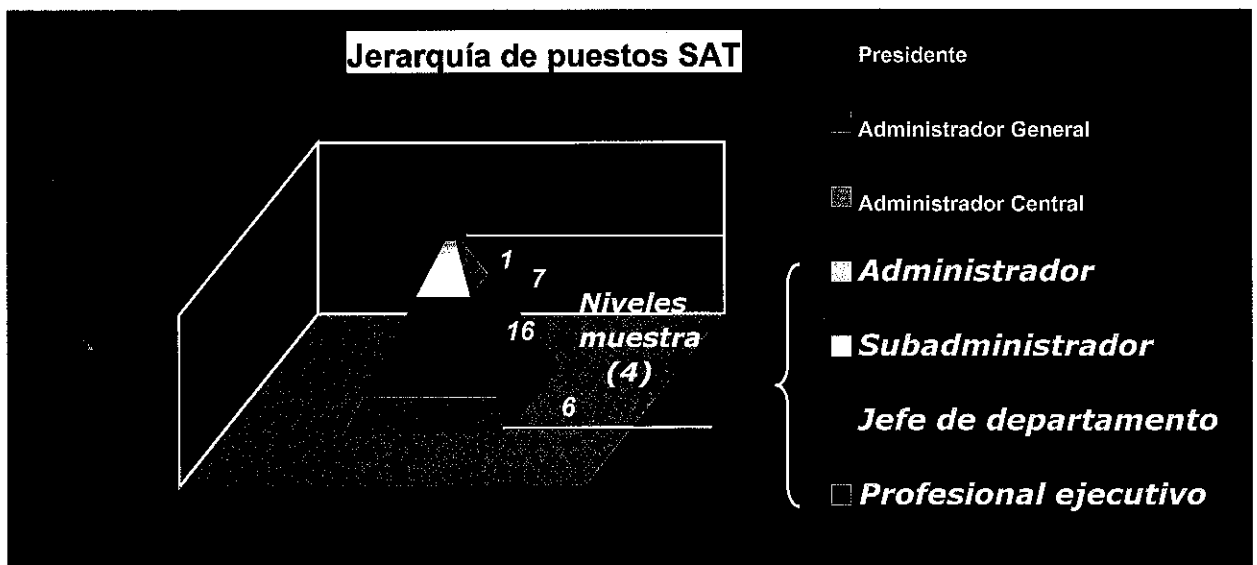 Jerarquía de puestos SAT
Presidente
Administrador General
Administrador Central
Administrador
Subadministrador
Jefe de departamento
Profesional ejecutivo
1
7
Niveles
muestra
(4)
16
6